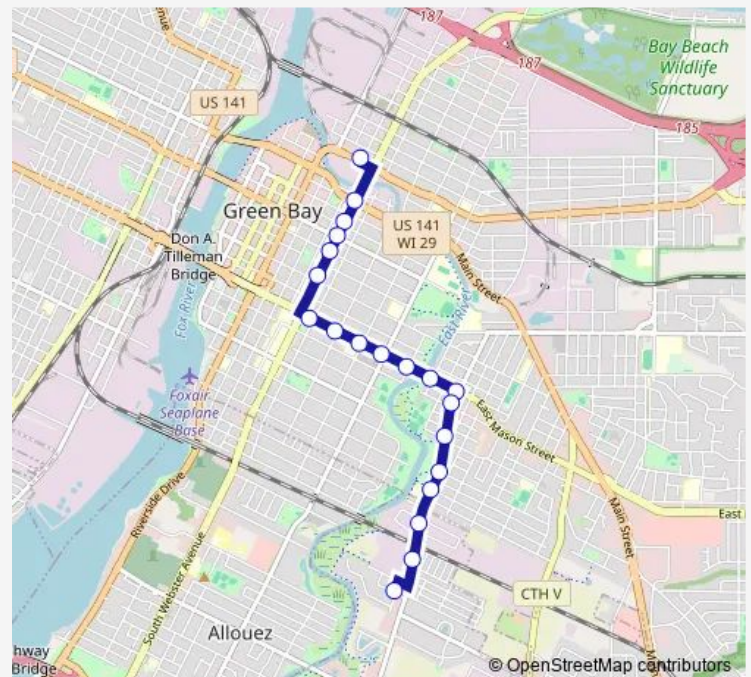 187
Bay Beach
Wildlife
Sanctuary
187
US 141
185
Green Bay
US 141
WI 29
Don A.
Tilleman
Bridge
Main Street
Fox River
East River
Foxair
Seaplane
Base
East Mason Street
Riverside Drive
Main Street
East
South Webster Avenue
CTH V
Allouez
hway
Bridge
© OpenStreetMap contributors